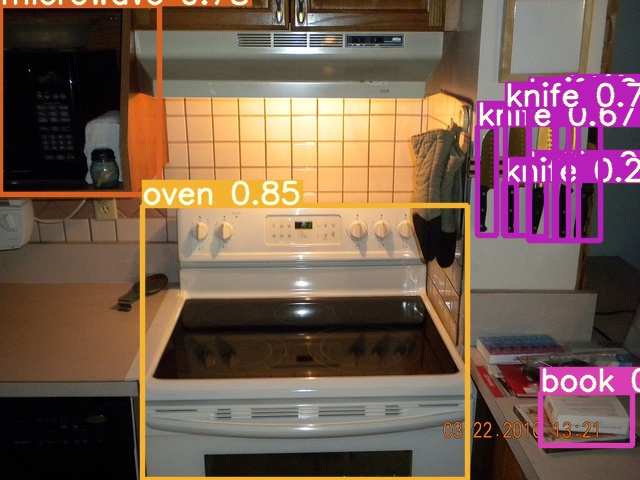 microwave 0.78
knife 0.7
knife 0.67
knife 0.2
oven 0.85
book 0
03 22 2010 13:21